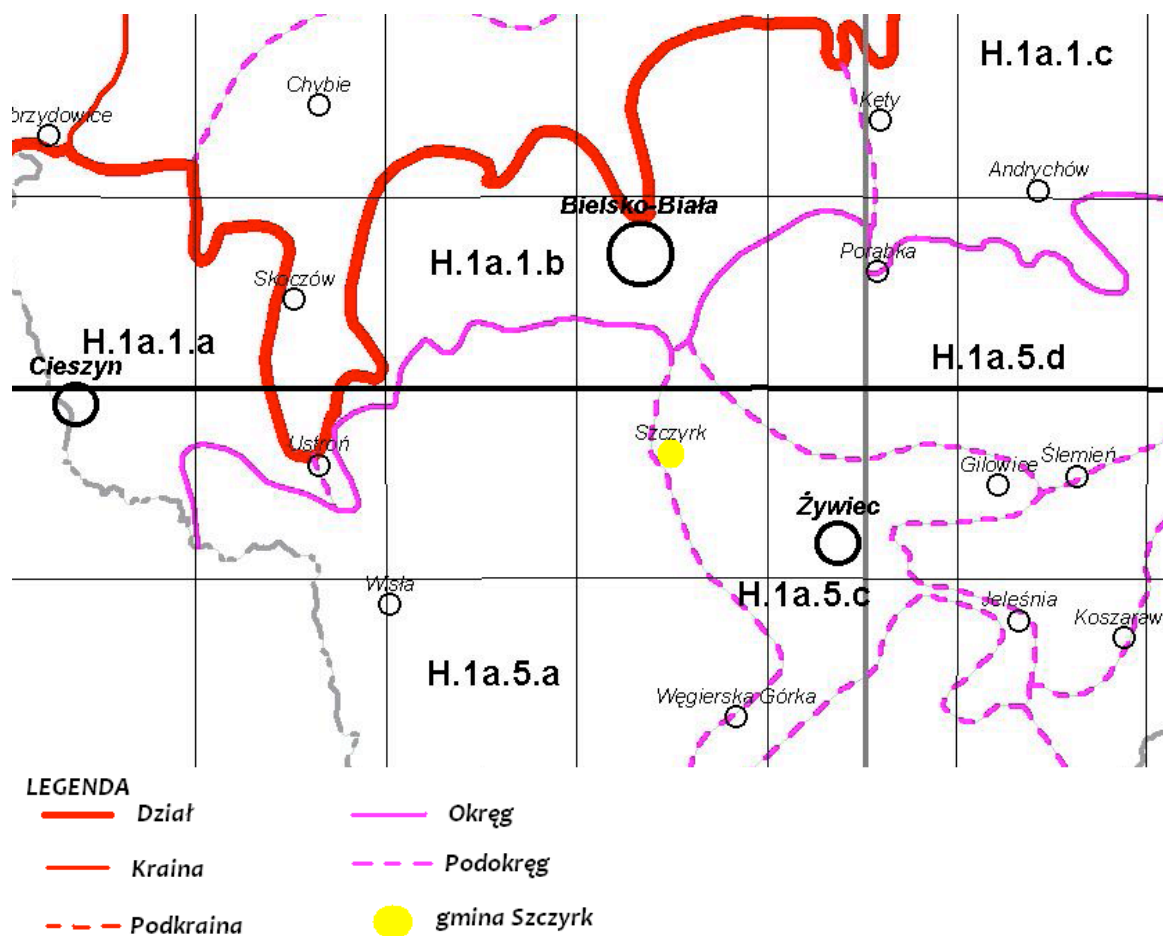 H.1a.1.c
Chybie
brzydowice
Kęty
Andrychów
Bielsko-Biała
H.1a.1.b
Porąbka
Skoczów
H.1a.1.a
H.1a.5.d
Cieszyn
Szczyrk
Ustroń
Gilowice
Ślemień
Żywiec
Wisła
H.1a.5.c
Jeleśnia
Koszaraw
H.1a.5.a
Węgierska Górka
LEGENDA
Dział
Okręg
Kraina
Podokręg
Podkraina
gmina Szczyrk